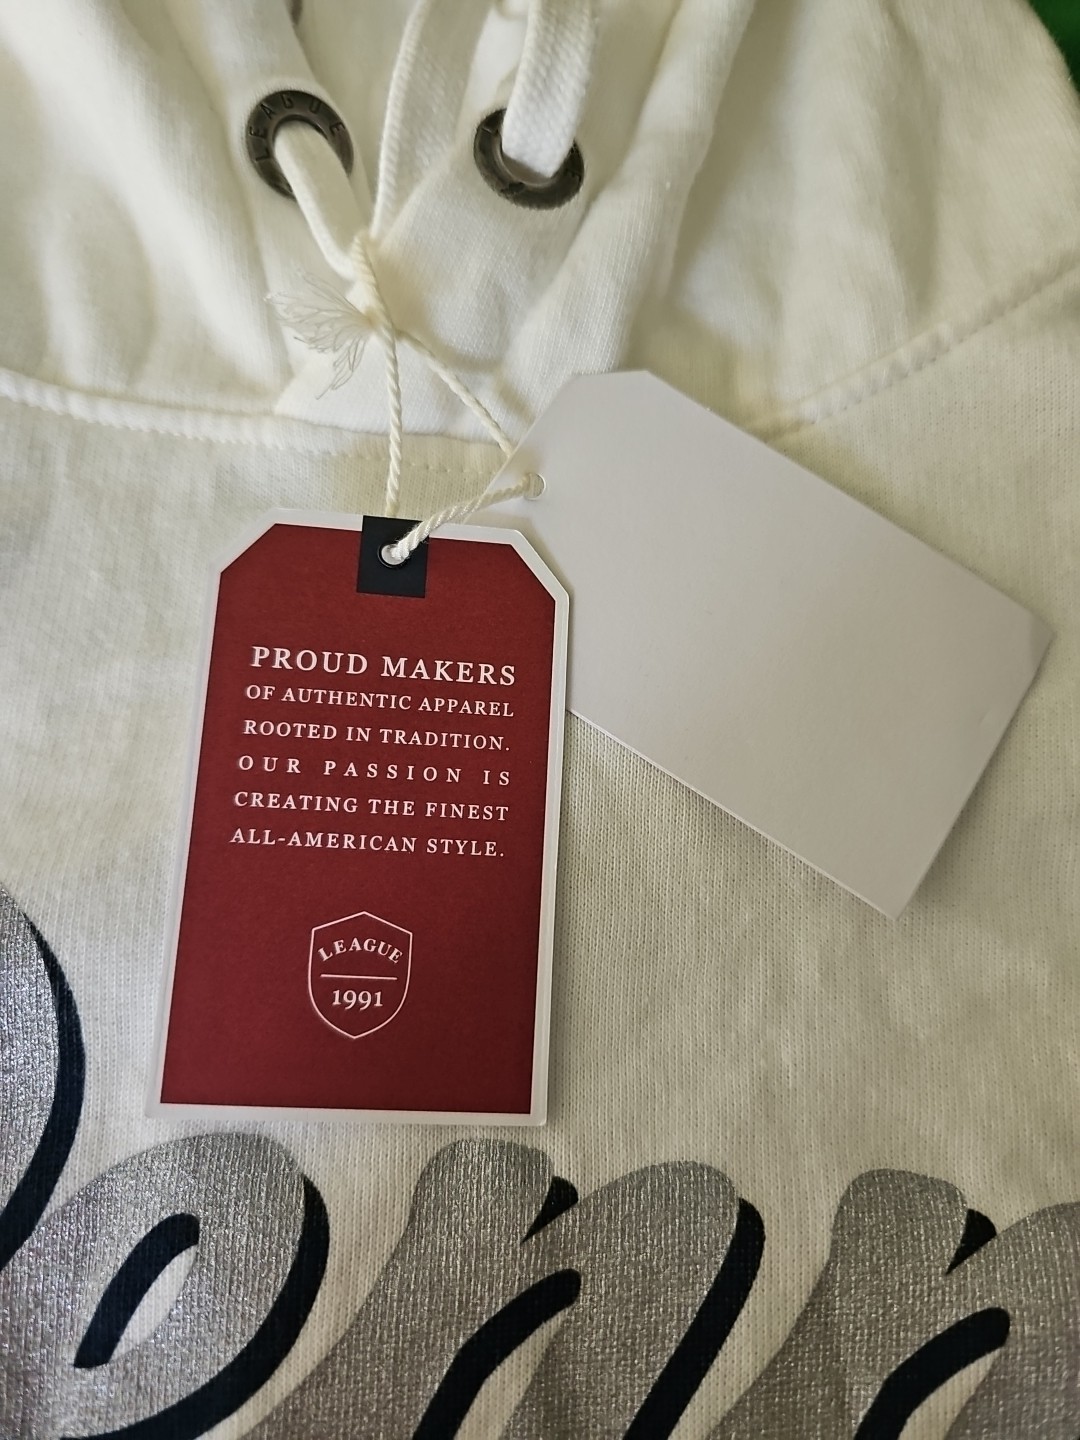 LEAGUE
PROUD MAKERS
OF AUTHENTIC APPAREL
ROOTED IN TRADITION.
OUR PASSION IS
CREATING THE FINEST
ALL-AMERICAN STYLE.
LEAGUE
1991
enn